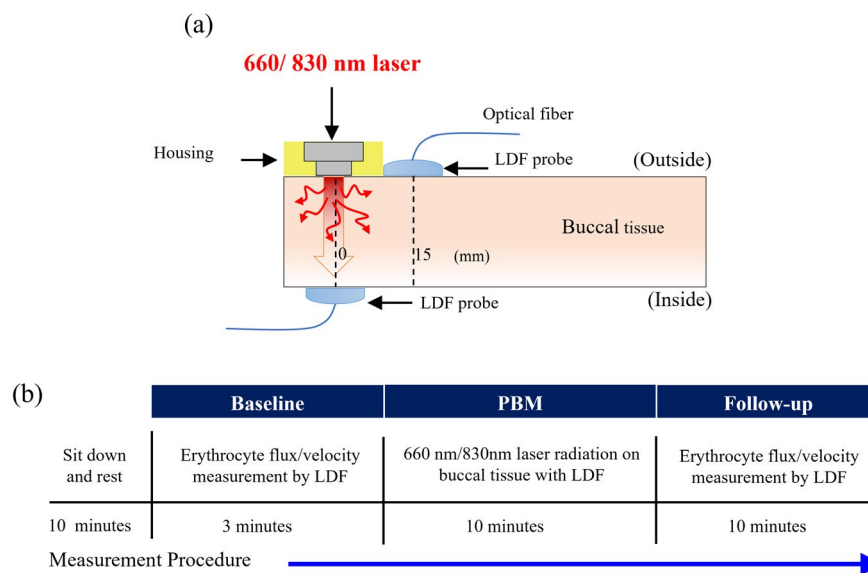 (a)
660/ 830 nm laser
Optical fiber
Housing
LDF probe
(Outside)
Buccal tissue
0
15 (mm)
LDF probe
(Inside)
(b)
Baseline
PBM
Follow-up
Sit down
and rest
Erythrocyte flux/velocity
measurement by LDF
660 nm/830nm laser radiation on
buccal tissue with LDF
Erythrocyte flux/velocity
measurement by LDF
10 minutes
3 minutes
10 minutes
10 minutes
Measurement Procedure